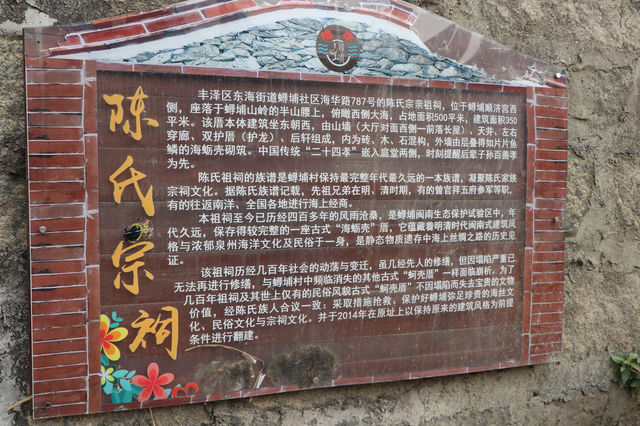 陈氏宗祠
丰泽区东海街道蟳埔社区海华路787号的陈氏宗亲祖祠，位于蟳埔顺济宫西
侧，座落于蟳埔山岭的半山腰上，俯瞰西侧大海，占地面积500平米，建筑面积350
平米。该厝本体建筑坐东朝西，由山墙（大厅对面西侧一前落长屋）、天井、左右
穿廊、双护厝（护龙）、后轩组成，内为砖、木、石混构，外墙由层叠得如片片鱼
鳞的海蛎壳砌筑。中国传统“二十四孝”嵌入庭堂两侧，时刻提醒后辈子孙百善孝
为先。
陈氏祖祠的族谱是蟳埔村保持最完整年代最久远的一本族谱，凝聚陈氏家族
宗祠文化。据陈氏族谱记载，先祖兄弟在明、清时期，有的曾官拜五府参军等职，
有的往返南洋、全国各地进行海上经商。
本祖祠至今已历经四百多年的风雨沧桑，是蟳埔闽南生态保护试验区中，年
代久远，保存得较完整的一座古式“海蛎壳”厝，它蕴藏着明清时代闽南式建筑风
格与浓郁泉州海洋文化及民俗于一身，是静态物质遗存中海上丝绸之路的历史见
证。
该祖祠历经几百年社会的动荡与变迁，虽几经先人的修缮，但因塌陷严重已
无法再进行修缮，与蟳埔村中频临消失的其他古式“蚵壳厝”一样面临崩析。为了
几百年祖祠及其世上仅有的民俗风貌古式“蚵壳厝”不因塌陷而失去宝贵的文物
价值，经陈氏族人合议一致：采取措施抢救、保护好蟳埔弥足珍贵的海丝文
化、民俗文化与宗祠文化。并于2014年在原址上以保持原来的建筑风格为前提
条件进行翻建。